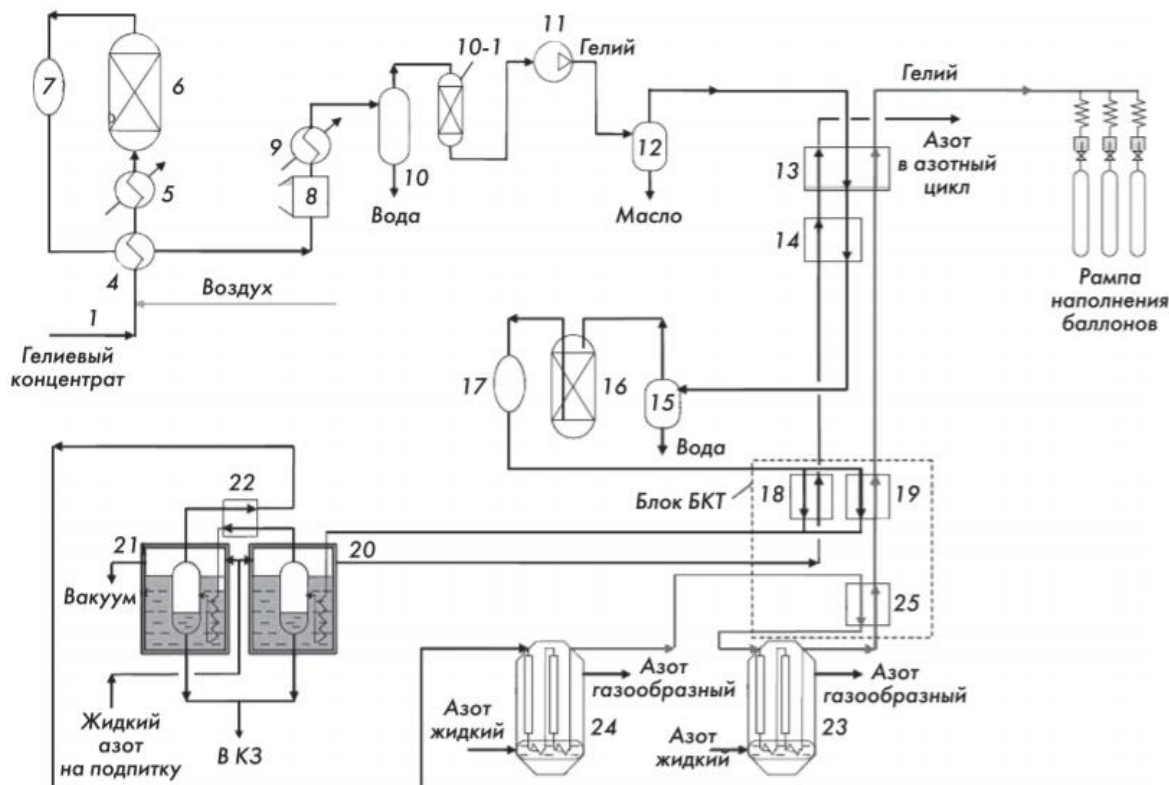 11
10-1
Гелий
Гелий
7
6
9
12
Азот
в азотный
цикл
13
5
10
8
Вода
Масло
14
4
Воздух
1
Рампа
наполнения
баллонов
Гелиевый
концентрат
17
16
15
Вода
22
Блок БКТ
18
19
21
20
Вакуум
25
Азот
газообразный
Азот
газообразный
Жидкий
азот
на подпитку
Азот
жидкий
24
Азот
жидкий
23
В КЗ